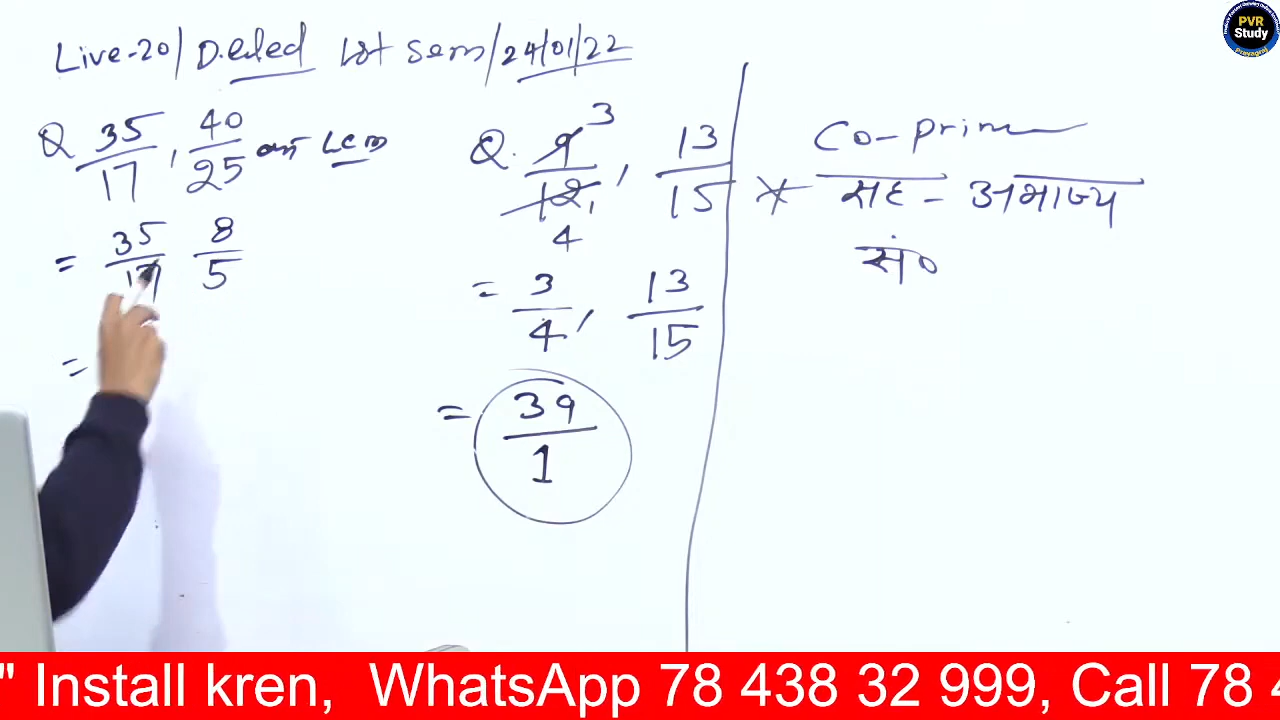 Live-20/ D.eled 1st Sem/24/01/22
Q 35/17, 40/25 का LCM
= 35/17 8/5
=
Q. 9/12, 13/15
3
4
= 3/4, 13/15
= 39/1
Co-prime
* सह-अभाज्य
सं०
PVR
Study
Prayagraj
" Install kren, WhatsApp 78 438 32 999, Call 78 4